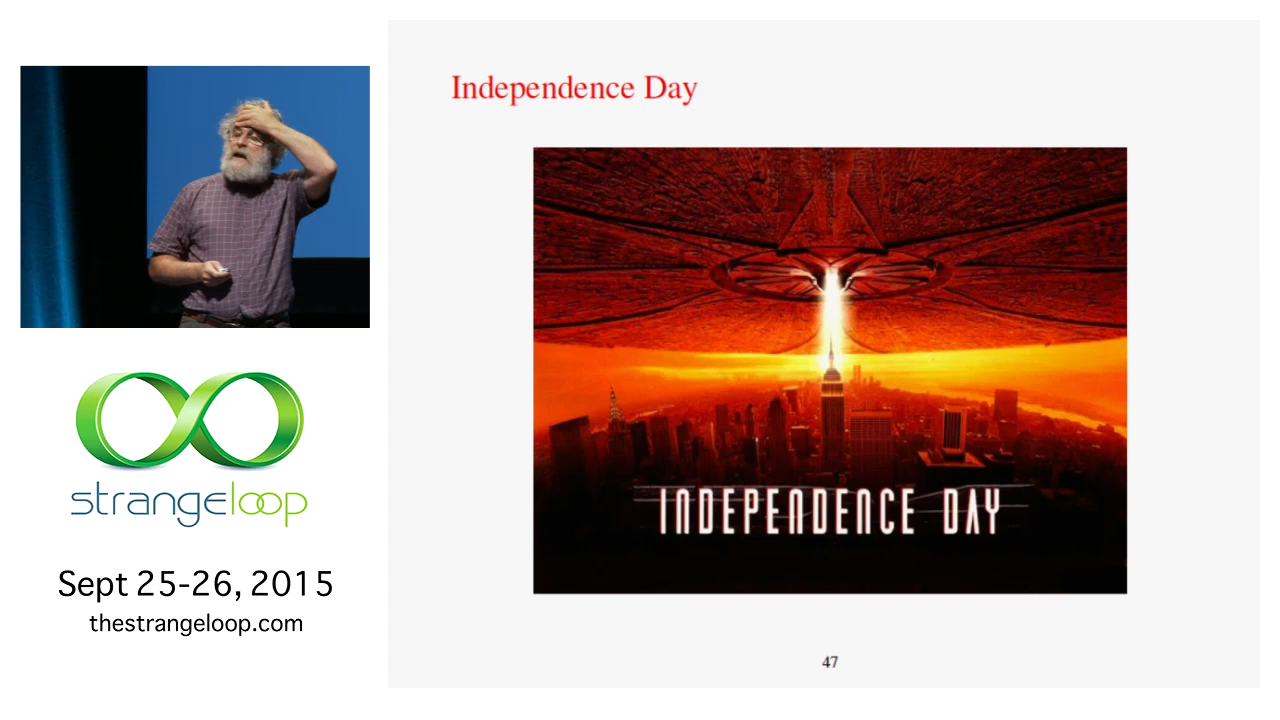 strangeloop
Sept 25-26, 2015
thestrangeloop.com
Independence Day
INDEPENDENCE DAY
47